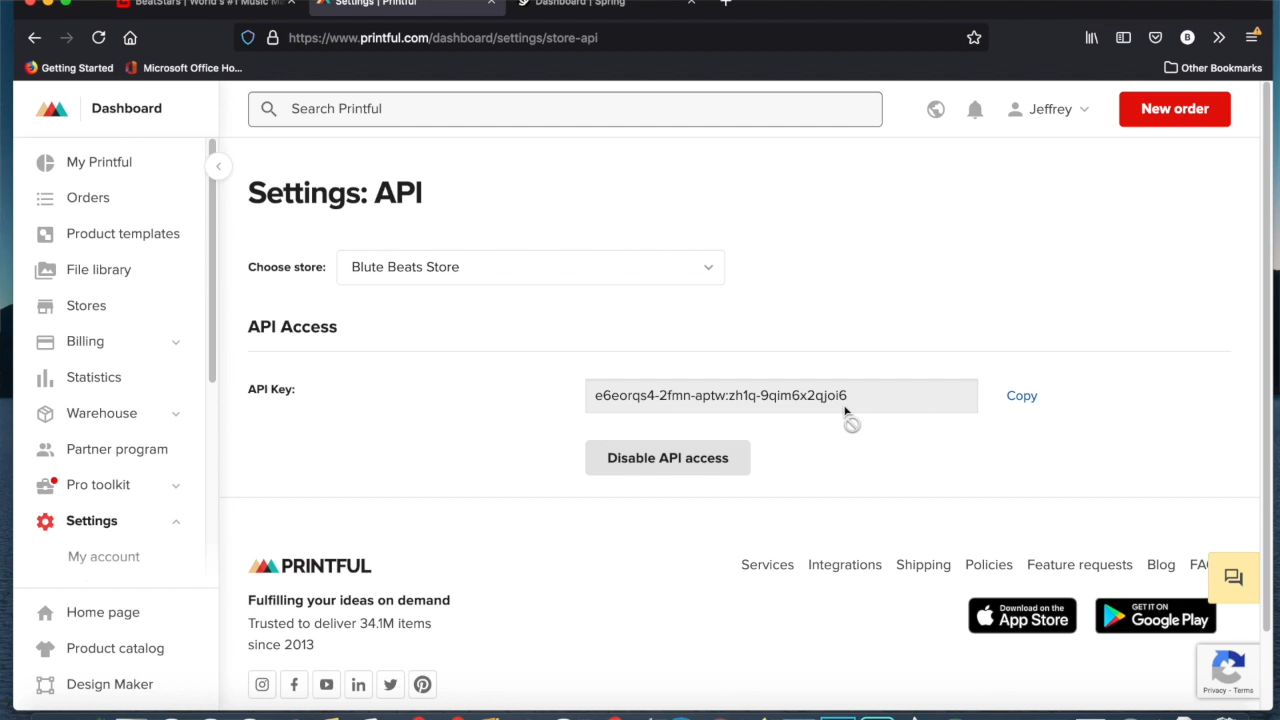 BeatStars | World's #1 Music Ma
Settings | Printful
Dashboard | Spring
https://www.printful.com/dashboard/settings/store-api
B
Getting Started
Microsoft Office Ho...
Other Bookmarks
Dashboard
Search Printful
Jeffrey
New order
My Printful
Orders
Product templates
File library
Stores
Billing
Statistics
Warehouse
Partner program
Pro toolkit
Settings
My account
Home page
Product catalog
Design Maker
Settings: API
Choose store:
Blute Beats Store
API Access
API Key:
e6eorqs4-2fmn-aptw:zh1q-9qim6x2qjoi6
Copy
Disable API access
PRINTFUL
Services
Integrations
Shipping
Policies
Feature requests
Blog
FA
Fulfilling your ideas on demand
Trusted to deliver 34.1M items
since 2013
Download on the
App Store
GET IT ON
Google Play
Privacy - Terms